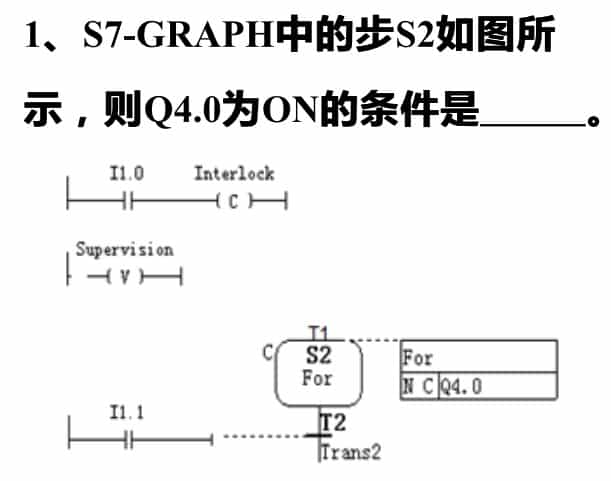 1、S7-GRAPH中的步S2如图所
示，则Q4.0为ON的条件是______。
I1.0 Interlock
( C )
Supervision
( V )
T1
C S2 For
For N C Q4.0
I1.1 T2
Trans2